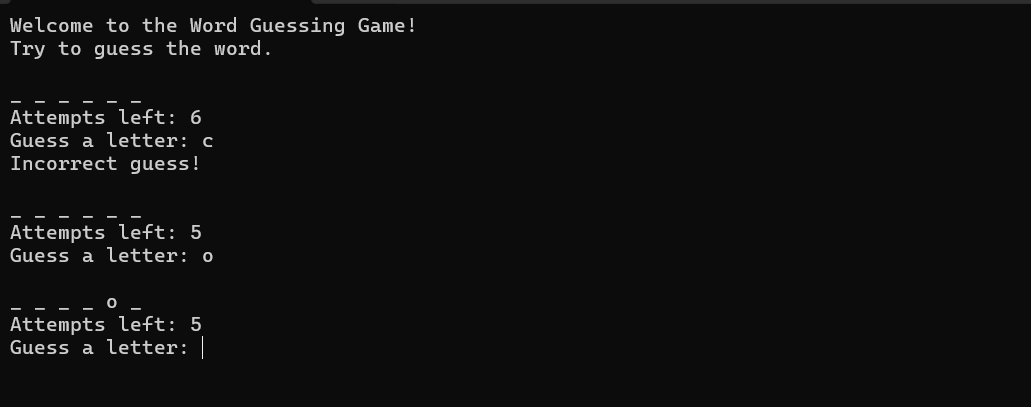 Welcome to the Word Guessing Game!
Try to guess the word.
_ _ _ _ _ _
Attempts left: 6
Guess a letter: c
Incorrect guess!
_ _ _ _ _ _
Attempts left: 5
Guess a letter: o
_ _ _ _ o _
Attempts left: 5
Guess a letter: